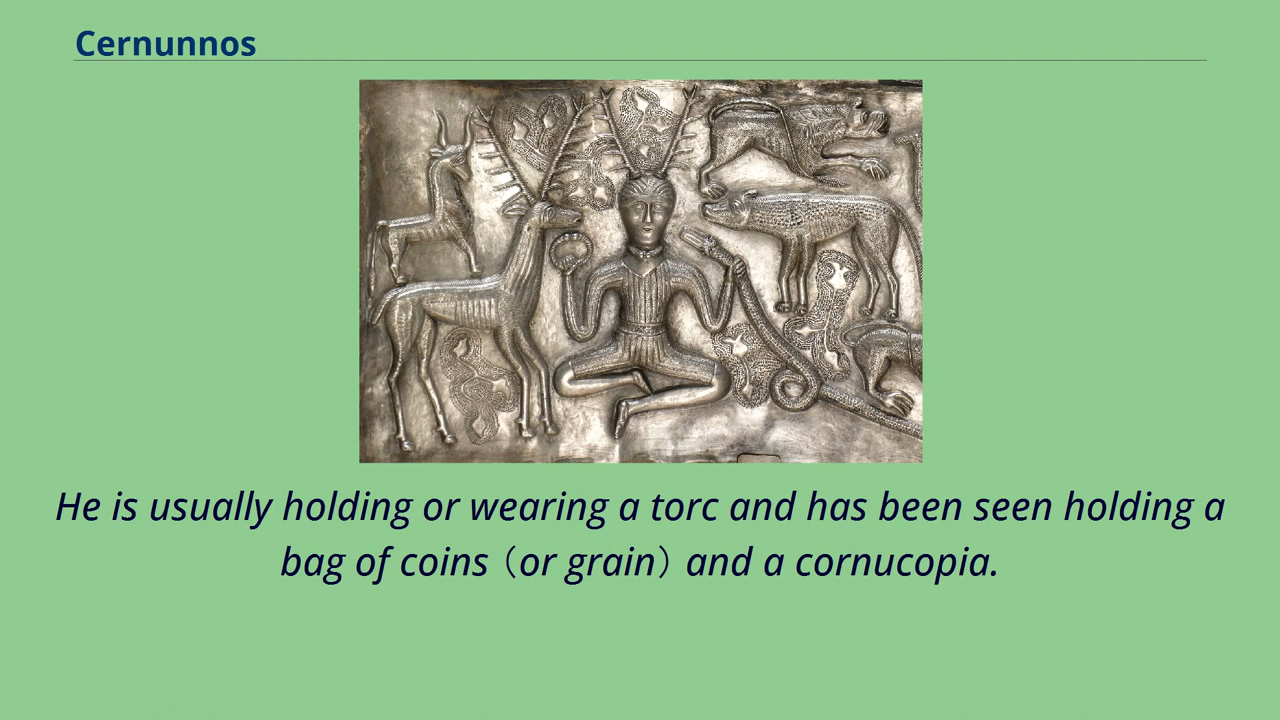 Cernunnos
He is usually holding or wearing a torc and has been seen holding a
bag of coins（or grain）and a cornucopia.